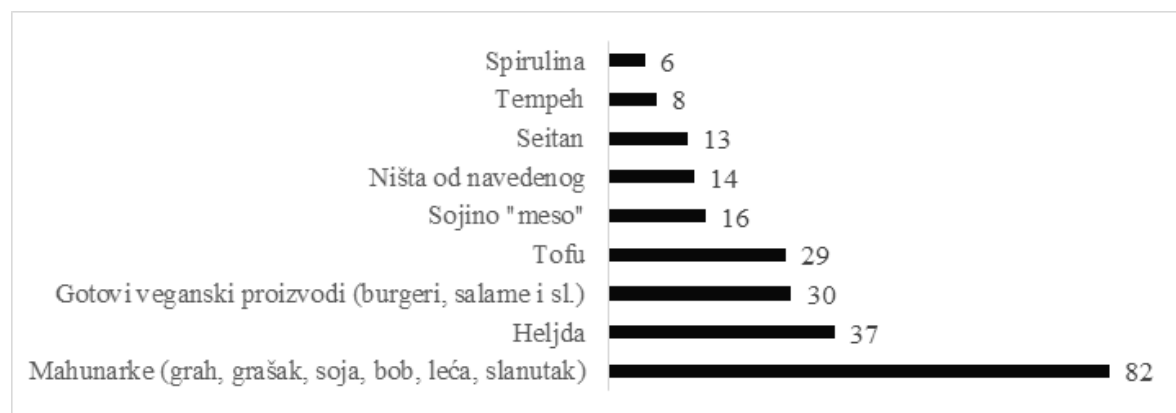 Spirulina 6
Tempeh 8
Seitan 13
Ništa od navedenog 14
Sojino "meso" 16
Tofu 29
Gotovi veganski proizvodi (burgeri, salame i sl.) 30
Heljda 37
Mahunarke (grah, grašak, soja, bob, leća, slanutak) 82